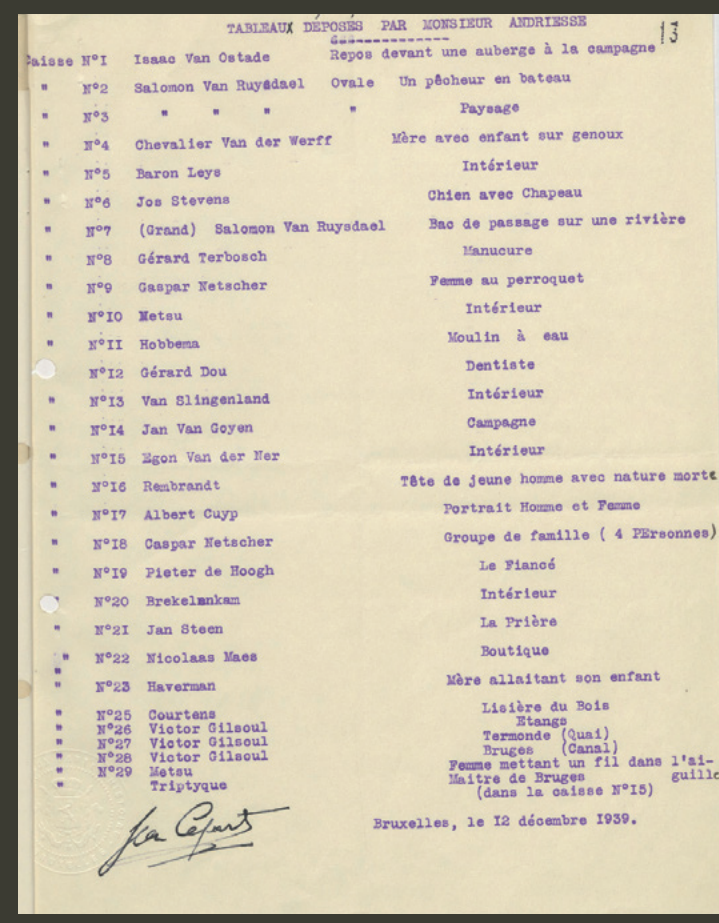 TABLEAUX DEPOSES PAR MONSIEUR ANDRIESSE
13
Caisse N°I Isaac Van Ostade Repos devant une auberge à la campagne
" N°2 Salomon Van Ruysdael Ovale Un pêcheur en bateau
" N°3 " " " " Paysage
" N°4 Chevalier Van der Werff Mère avec enfant sur genoux
" N°5 Baron Leys Intérieur
" N°6 Jos Stevens Chien avec Chapeau
" N°7 (Grand) Salomon Van Ruysdael Bac de passage sur une rivière
" N°8 Gérard Terbosch Manucure
" N°9 Gaspar Netscher Femme au perroquet
" N°IO Metsu Intérieur
" N°II Hobbema Moulin à eau
N°I2 Gérard Dou Dentiste
" N°I3 Van Slingenland Intérieur
" N°I4 Jan Van Goyen Campagne
" N°I5 Egon Van der Ner Intérieur
" N°I6 Rembrandt Tête de jeune homme avec nature morte
" N°I7 Albert Cuyp Portrait Homme et Femme
" N°I8 Caspar Netscher Groupe de famille ( 4 PErsonnes)
" N°I9 Pieter de Hoogh Le Fiancé
" N°20 Brekelmnkam Intérieur
" N°2I Jan Steen La Prière
" N°22 Nicolaas Maes Boutique
"
" N°23 Haverman Mère allaitant son enfant
" N°25 Courtens Lisière du Bois
" N°26 Victor Gilsoul Etangs
" N°27 Victor Gilsoul Termonde (Quai)
" N°28 Victor Gilsoul Bruges (Canal)
" N°29 Metsu Femme mettant un fil dans l'ai-
guille
" Triptyque Maitre de Bruges
(dans la caisse N°I5)
Bruxelles, le I2 décembre I939.